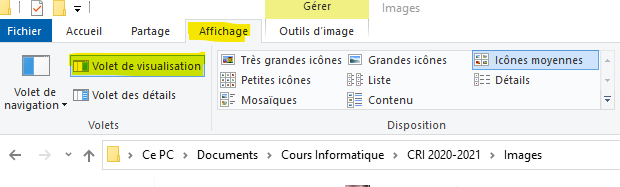 Gérer Images
Fichier Accueil Partage Affichage Outils d'image
Volet de navigation
Volet de visualisation
Volet des détails
Volets
Très grandes icônes Grandes icônes Icônes moyennes
Petites icônes Liste Détails
Mosaïques Contenu
Disposition
Ce PC > Documents > Cours Informatique > CRI 2020-2021 > Images